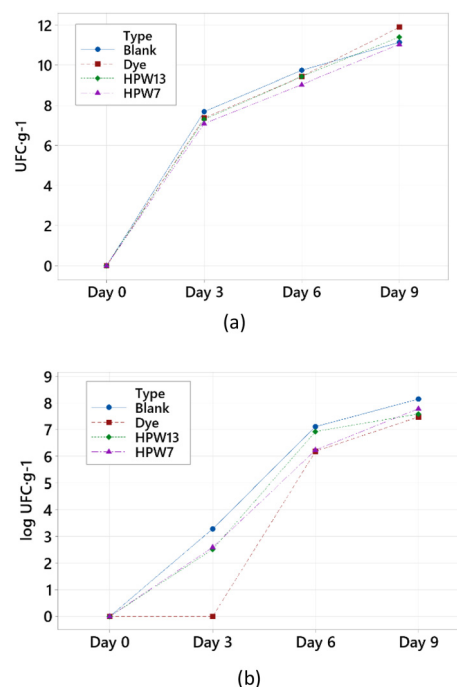 12
10
8
6
4
2
0
UFC·g-1
Type
Blank
Dye
HPW13
HPW7
Day 0 Day 3 Day 6 Day 9
(a)
9
8
7
6
5
4
3
2
1
0
log UFC·g-1
Type
Blank
Dye
HPW13
HPW7
Day 0 Day 3 Day 6 Day 9
(b)